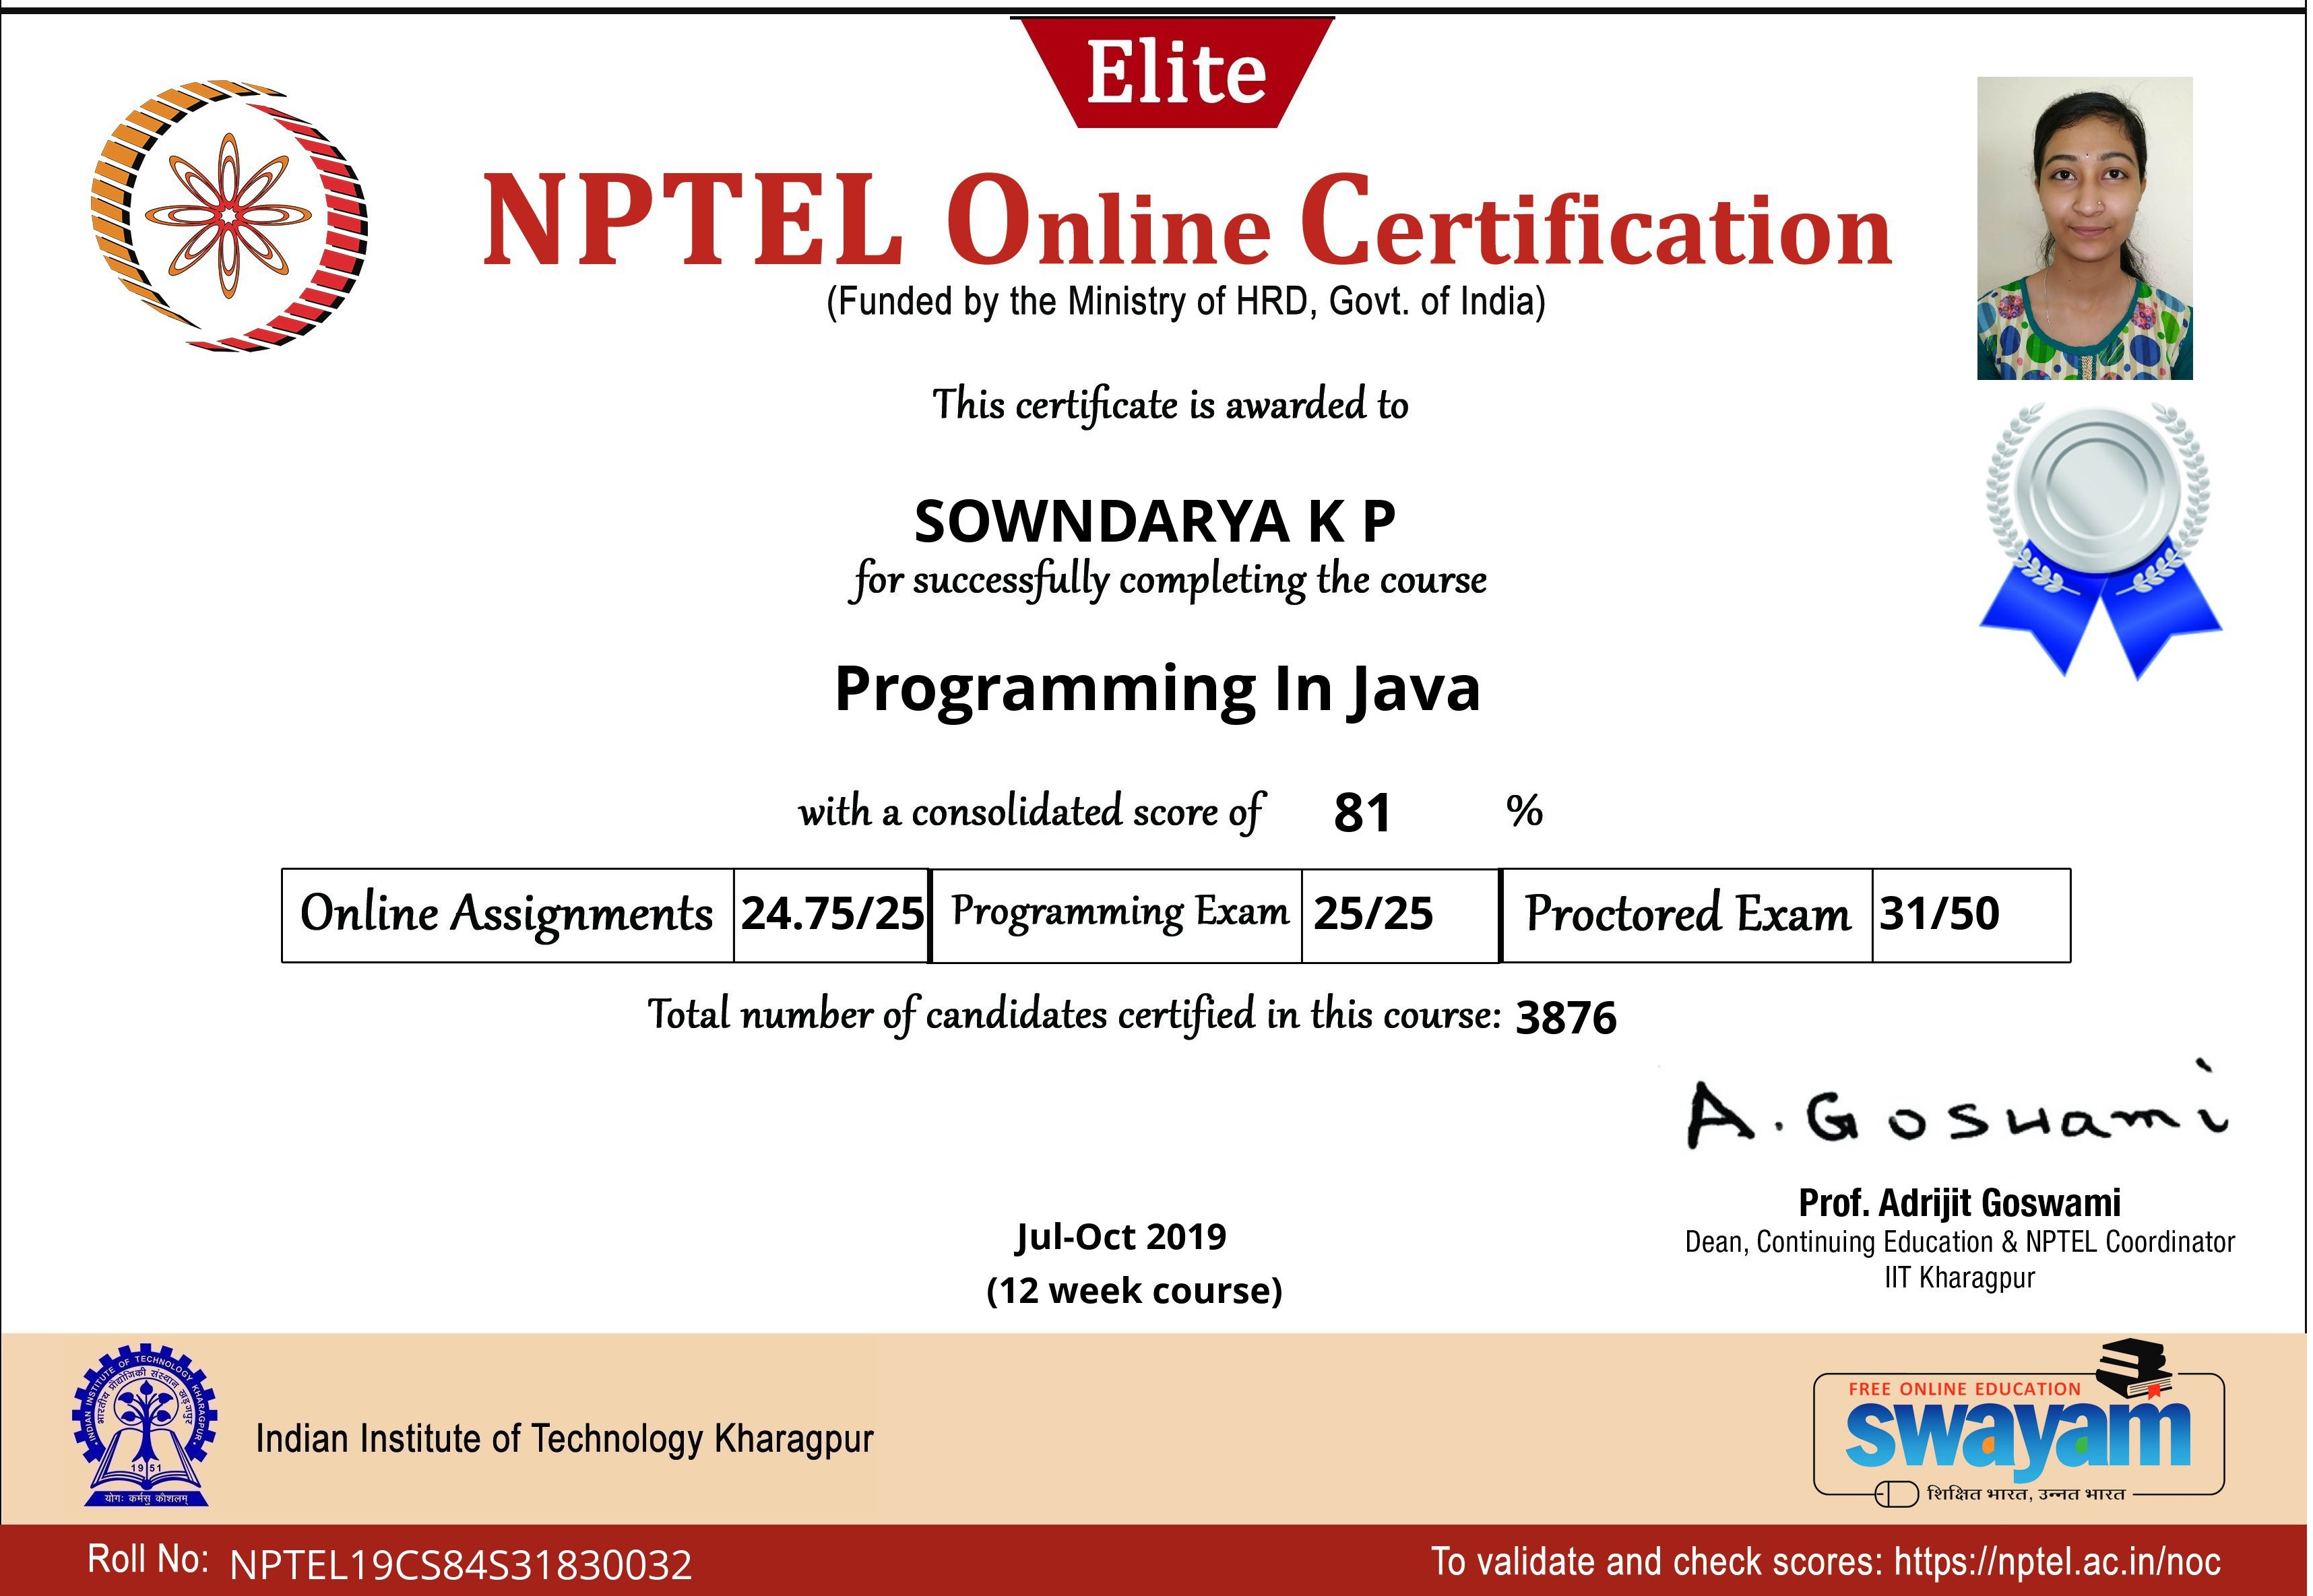 Elite
NPTEL Online Certification
(Funded by the Ministry of HRD, Govt. of India)
This certificate is awarded to
SOWNDARYA K P
for successfully completing the course
Programming In Java
with a consolidated score of 81 %
Online Assignments 24.75/25 Programming Exam 25/25 Proctored Exam 31/50
Total number of candidates certified in this course: 3876
A. Goswami
Prof. Adrijit Goswami
Dean, Continuing Education & NPTEL Coordinator
IIT Kharagpur
Jul-Oct 2019
(12 week course)
INDIAN INSTITUTE OF TECHNOLOGY KHARAGPUR
भारतीय प्रौद्योगिकी संस्थान खड़गपुर
1951
योगः कर्मसु कौशलम्
Indian Institute of Technology Kharagpur
FREE ONLINE EDUCATION
swayam
शिक्षित भारत, उन्नत भारत
Roll No: NPTEL19CS84S31830032
To validate and check scores: https://nptel.ac.in/noc